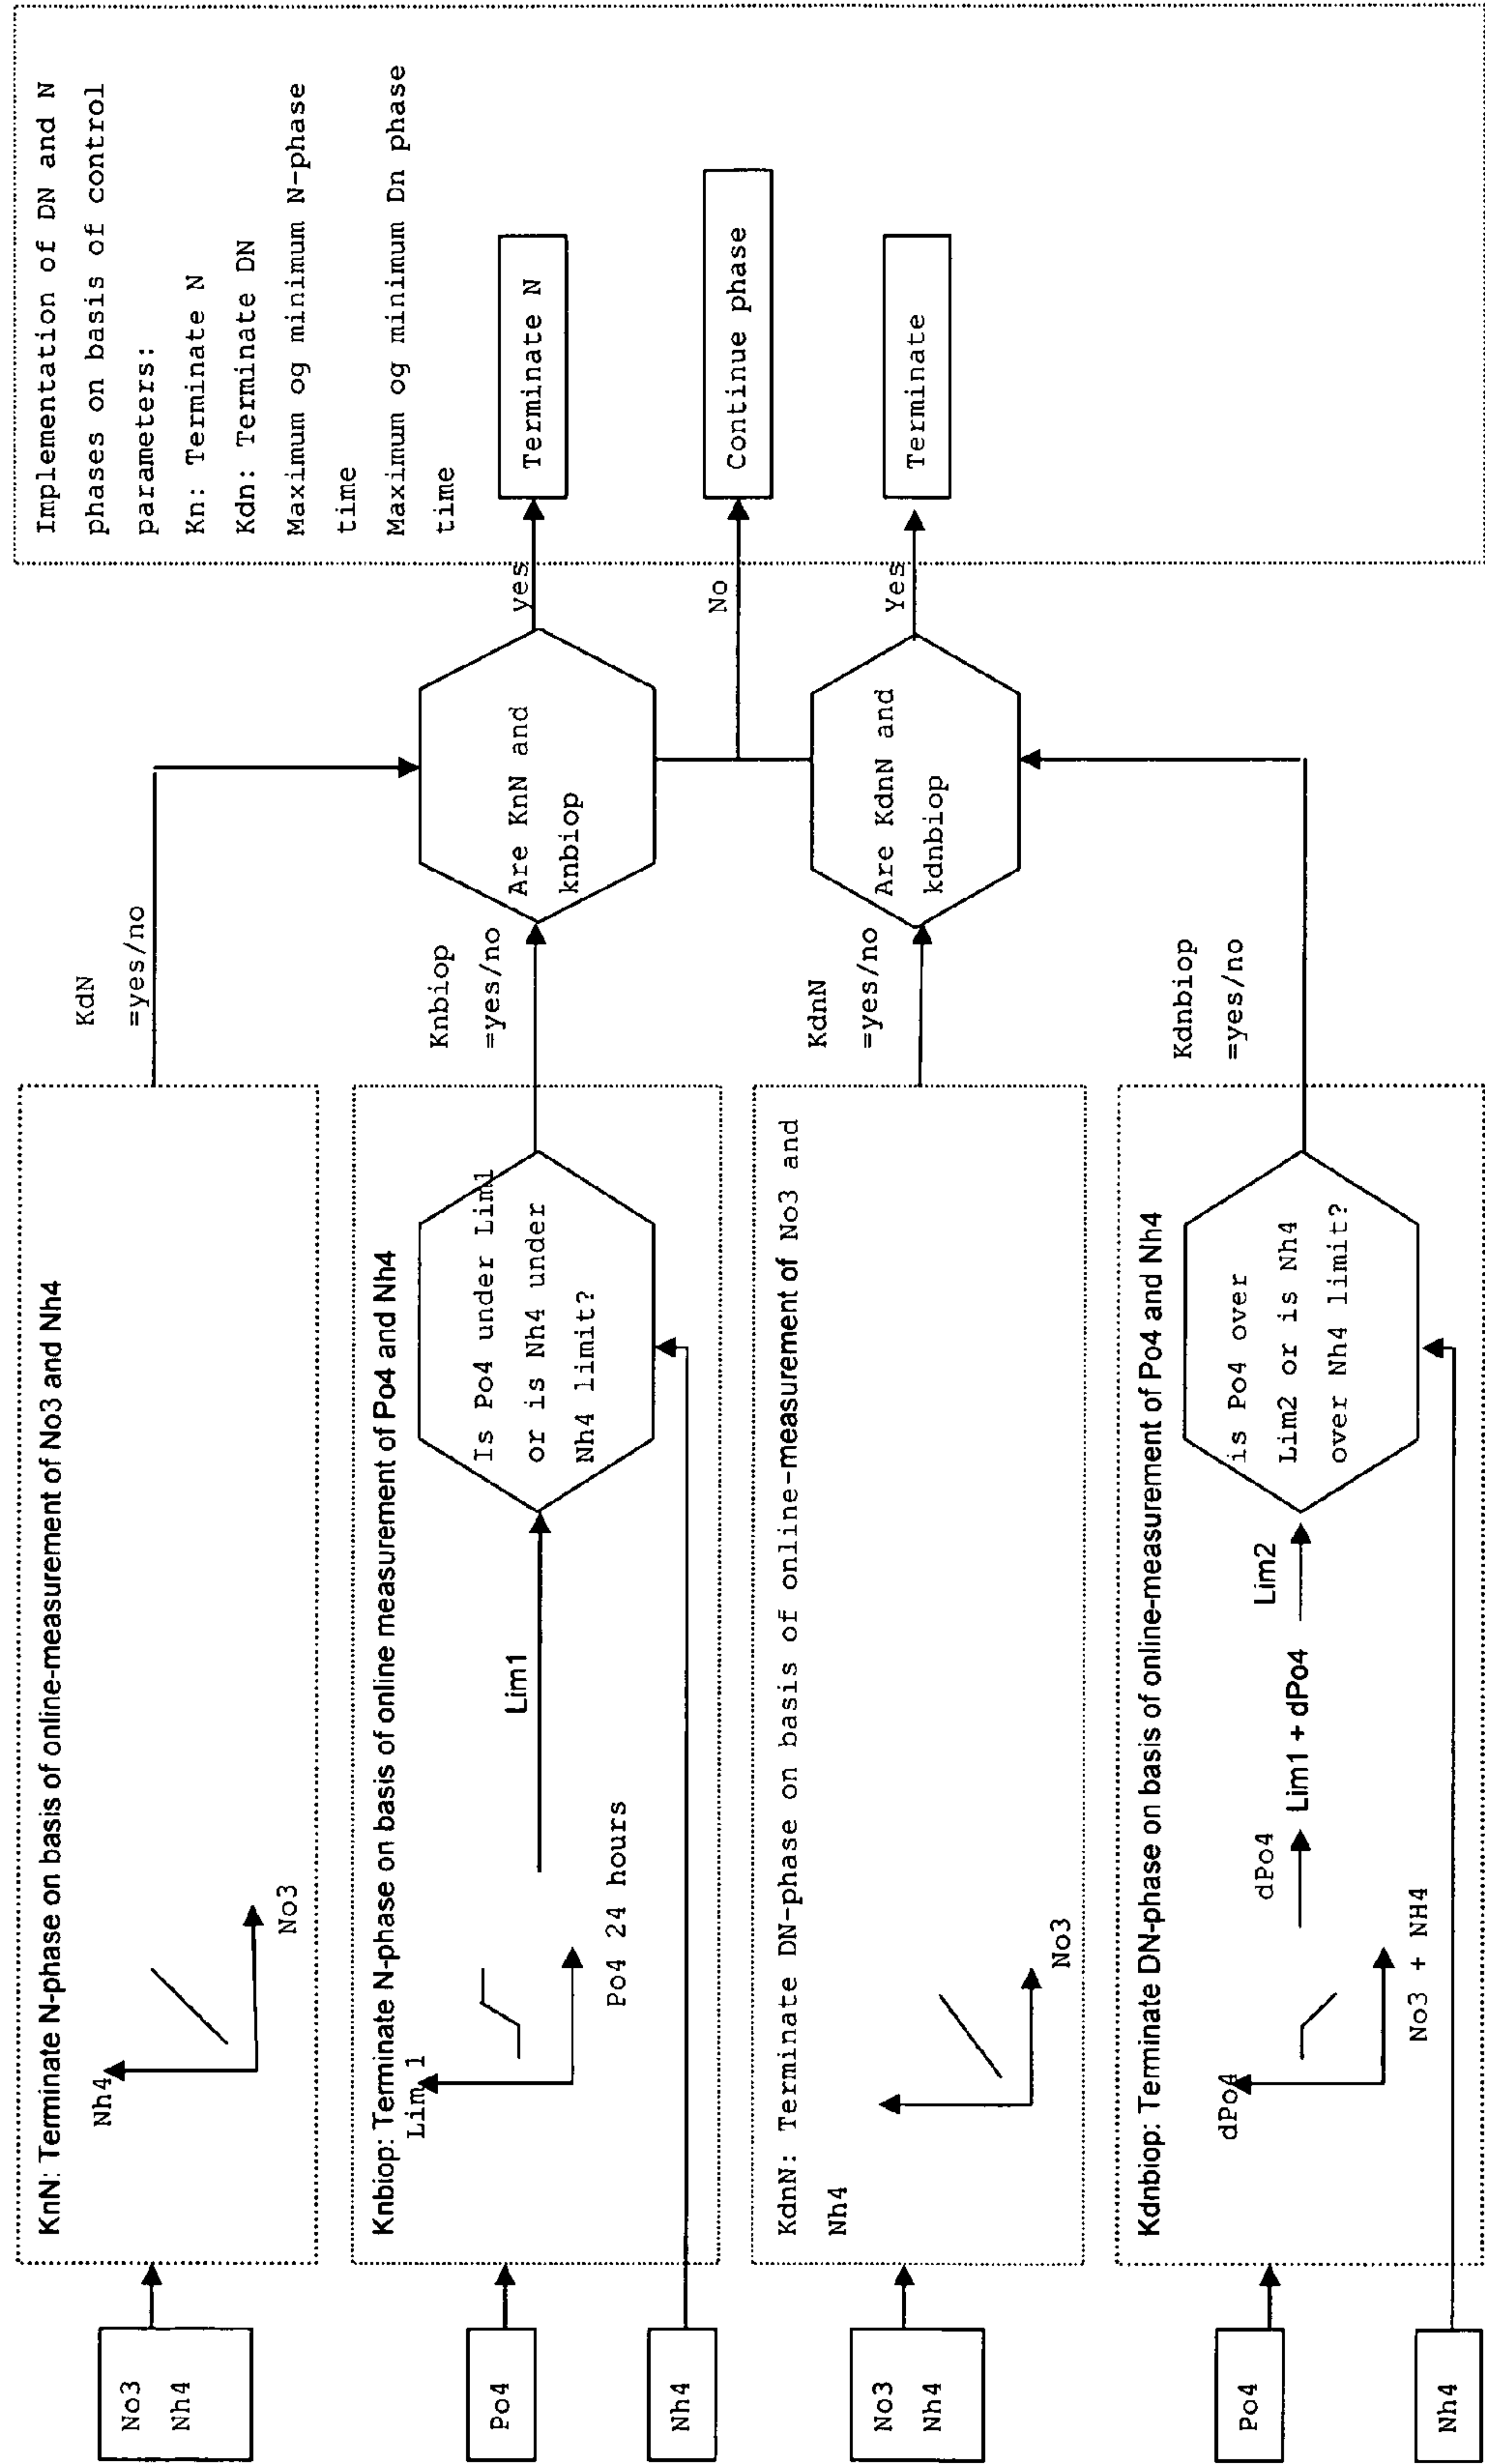 No3
Nh4
KnN: Terminate N-phase on basis of online-measurement of No3 and Nh4
Nh4
No3
KdN
=yes/no
Po4
Nh4
Knbiop: Terminate N-phase on basis of online measurement of Po4 and Nh4
Lim 1
Po4 24 hours
Lim1
Is Po4 under Lim1
or is Nh4 under
Nh4 limit?
Knbiop
=yes/no
Are KnN and
knbiop
yes
Terminate N
No
Continue phase
No3
Nh4
KdnN: Terminate DN-phase on basis of online-measurement of No3 and
Nh4
No3
KdnN
=yes/no
Are KdnN and
kdnbiop
Yes
Terminate
Po4
Nh4
Kdnbiop: Terminate DN-phase on basis of online-measurement of Po4 and Nh4
dPo4
No3 + NH4
dPo4
Lim1 + dPo4
Lim2
is Po4 over
Lim2 or is Nh4
over Nh4 limit?
Kdnbiop
=yes/no
Implementation of DN and N
phases on basis of control
parameters:
Kn: Terminate N
Kdn: Terminate DN
Maximum og minimum N-phase
time
Maximum og minimum Dn phase
time